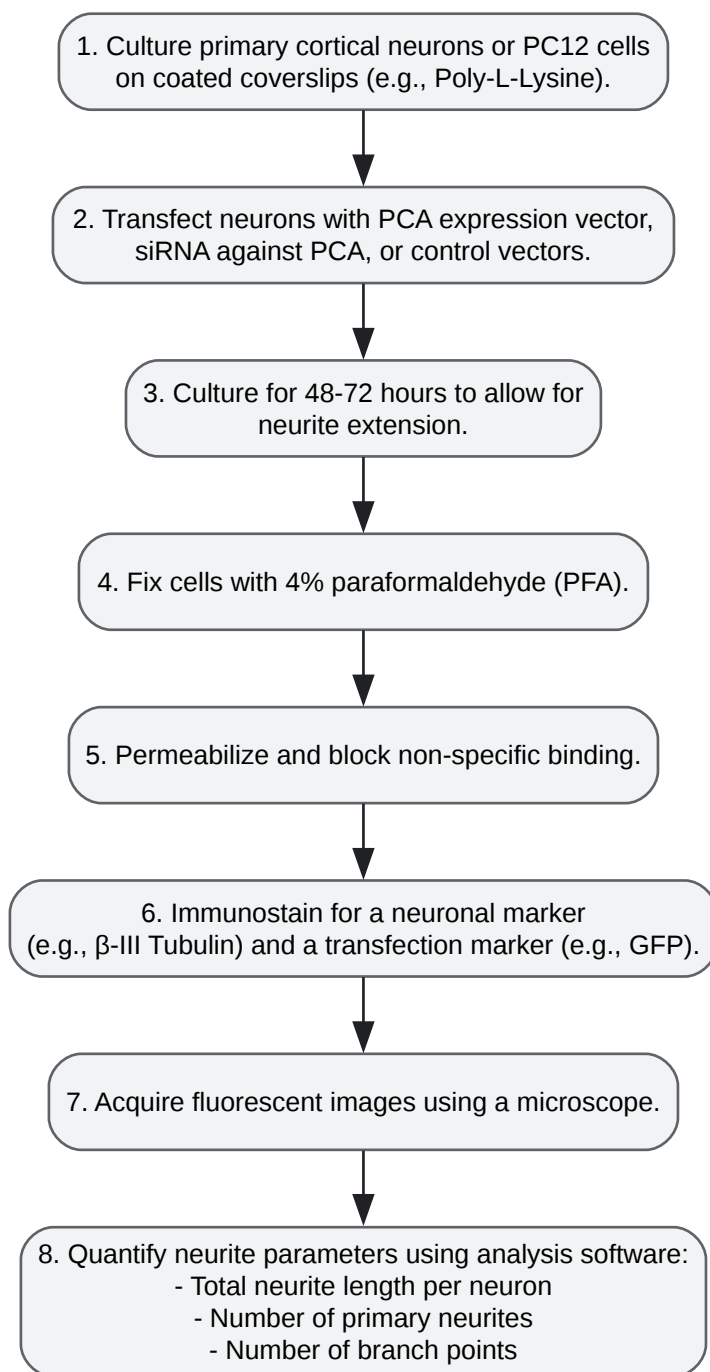 1. Culture primary cortical neurons or PC12 cells
on coated coverslips (e.g., Poly-L-Lysine).
2. Transfect neurons with PCA expression vector,
siRNA against PCA, or control vectors.
3. Culture for 48-72 hours to allow for
neurite extension.
4. Fix cells with 4% paraformaldehyde (PFA).
5. Permeabilize and block non-specific binding.
6. Immunostain for a neuronal marker
(e.g., β-III Tubulin) and a transfection marker (e.g., GFP).
7. Acquire fluorescent images using a microscope.
8. Quantify neurite parameters using analysis software:
- Total neurite length per neuron
- Number of primary neurites
- Number of branch points